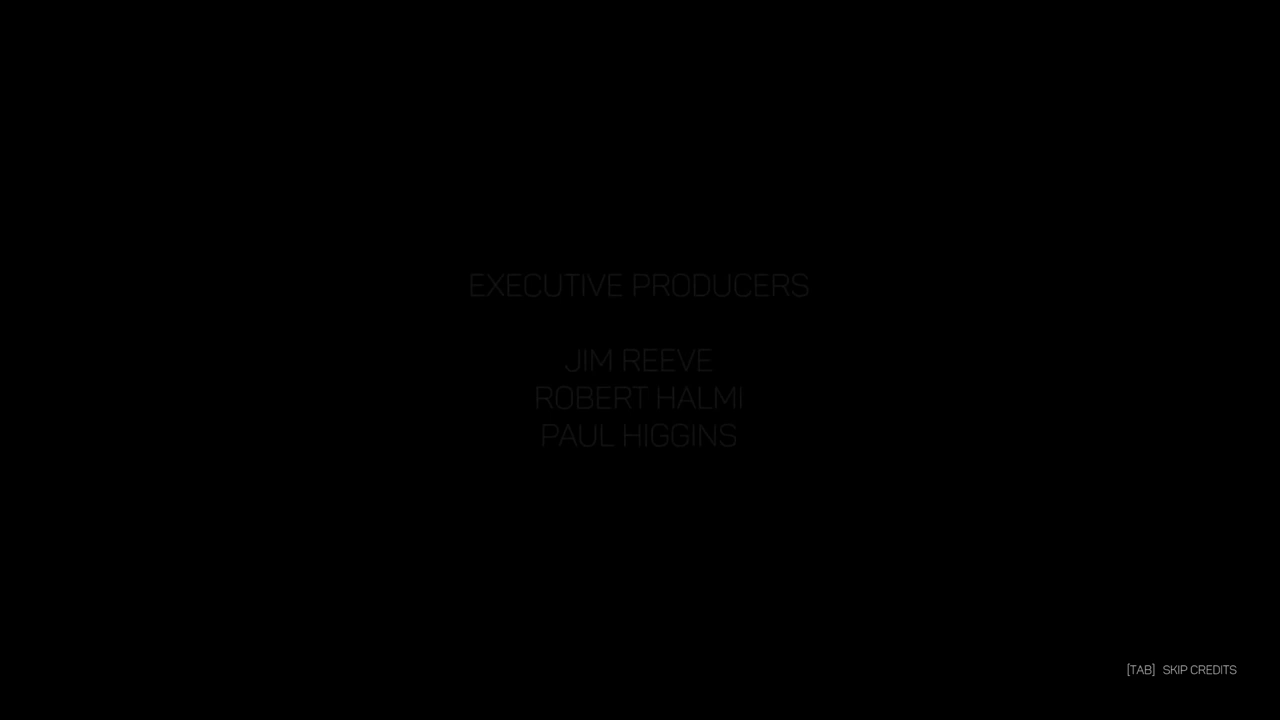 EXECUTIVE PRODUCERS
JIM REEVE
ROBERT HALMI
PAUL HIGGINS
[TAB] SKIP CREDITS